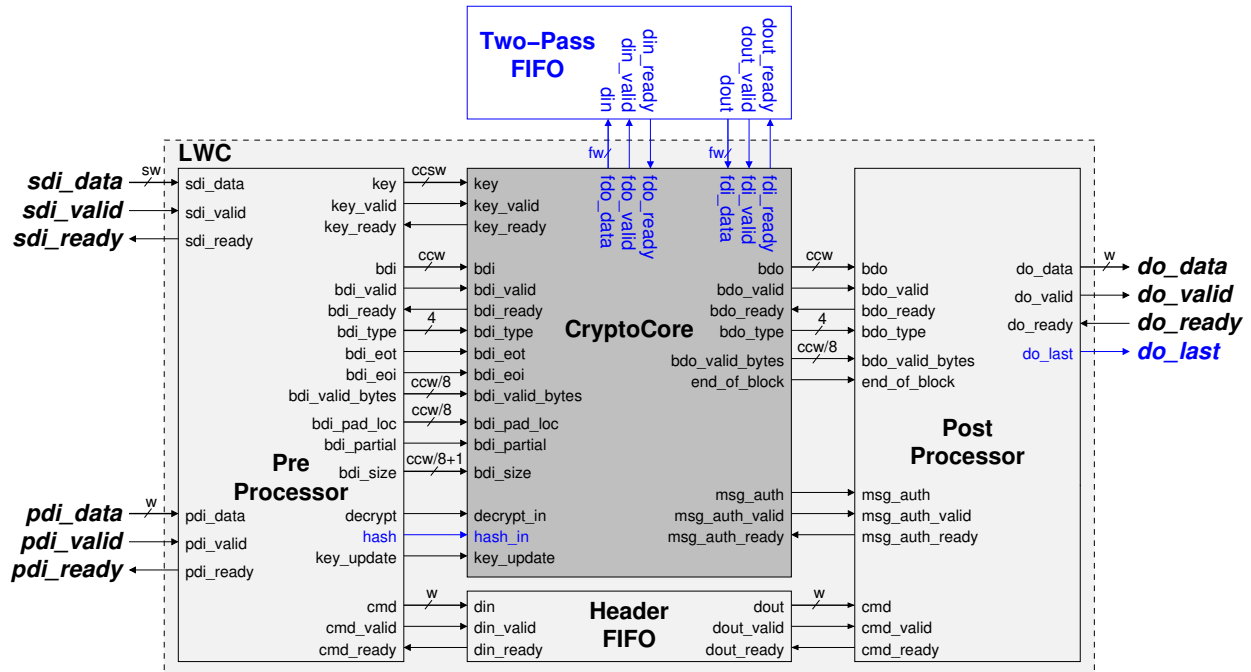 Two-Pass
FIFO
din
din_valid
din_ready
dout
dout_valid
dout_ready
fw
fw
LWC
fdo_data
fdo_valid
fdo_ready
fdi_data
fdi_valid
fdi_ready
sdi_data
sw
sdi_data
sdi_valid
sdi_valid
sdi_ready
sdi_ready
key
ccsw
key
key_valid
key_valid
key_ready
key_ready
bdi
ccw
bdi
bdi_valid
bdi_valid
bdi_ready
bdi_ready
bdi_type
4
bdi_type
bdi_eot
bdi_eot
bdi_eoi
bdi_eoi
bdi_valid_bytes
ccw/8
bdi_valid_bytes
bdi_pad_loc
ccw/8
bdi_pad_loc
bdi_partial
bdi_partial
bdi_size
ccw/8+1
bdi_size
Pre
Processor
CryptoCore
bdo
ccw
bdo
bdo_valid
bdo_valid
bdo_ready
bdo_ready
bdo_type
4
bdo_type
bdo_valid_bytes
ccw/8
bdo_valid_bytes
end_of_block
end_of_block
do_data
w
do_data
do_valid
do_valid
do_ready
do_ready
do_last
do_last
Post
Processor
pdi_data
w
pdi_data
pdi_valid
pdi_valid
pdi_ready
pdi_ready
decrypt
decrypt_in
hash
hash_in
key_update
key_update
msg_auth
msg_auth
msg_auth_valid
msg_auth_valid
msg_auth_ready
msg_auth_ready
cmd
w
din
cmd_valid
din_valid
cmd_ready
din_ready
Header
FIFO
dout
w
cmd
dout_valid
cmd_valid
dout_ready
cmd_ready